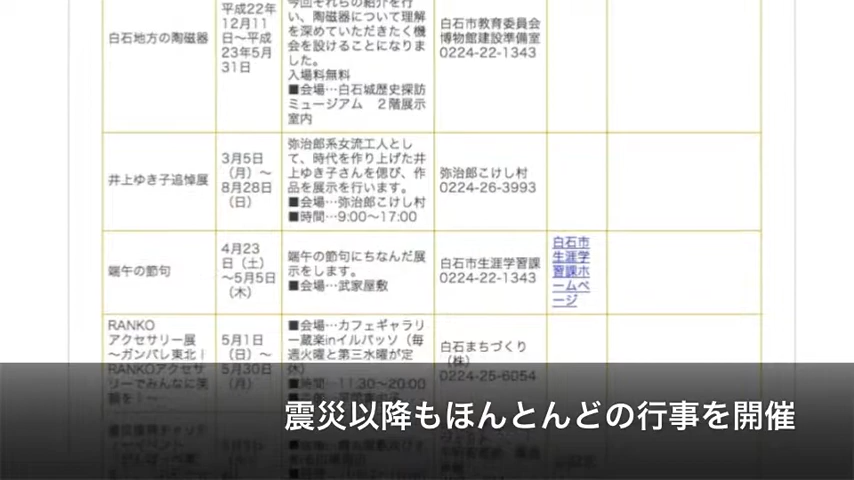 白石地方の陶磁器
平成22年
12月11
日～平成
23年5月
31日
今回それらの紹介を行
い、陶磁器について理解
を深めていただきたく機
会を設けることになりま
した。
入場料無料
■会場…白石城歴史探訪
ミュージアム　２階展示
室内
白石市教育委員会
博物館建設準備室
0224-22-1343
井上ゆき子追悼展
3月5日
（月）～
8月28日
（日）
弥治郎系女流工人とし
て、時代を作り上げた井
上ゆき子さんを偲び、作
品を展示を行います。
■会場…弥治郎こけし村
■時間…9:00～17:00
弥治郎こけし村
0224-26-3993
端午の節句
4月23
日（土）
～5月5日
（木）
端午の節句にちなんだ展
示をします。
■会場…武家屋敷
白石市生涯学習課
0224-22-1343
白石市
生涯学
習課ホ
ームペ
ージ
RANKO
アクセサリー展
～ガンバレ東北！
RANKOアクセサ
リーでみんなに笑
顔を！～
5月1日
（日）～
5月30日
（月）
■会場…カフェギャラリ
ー蔵楽inイルパッソ（毎
週火曜と第三水曜が定
休）
■時間…11:30～20:00
白石まちづくり
（株）
0224-25-6054
震災以降もほんとんどの行事を開催